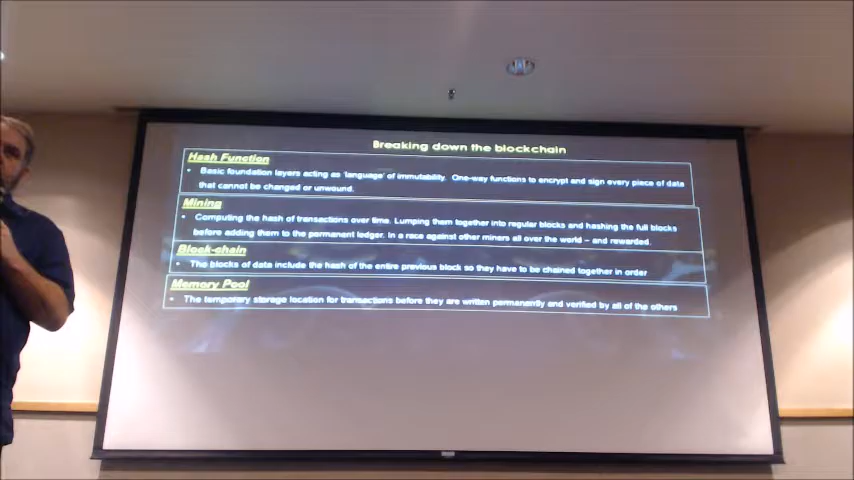 Breaking down the blockchain
Hash Function
• Basic foundation layers acting as 'language' of immutability. One-way functions to encrypt and sign every piece of data
that cannot be changed or unwound.
Mining
• Computing the hash of transactions over time. Lumping them together into regular blocks and hashing the full blocks
before adding them to the permanent ledger. In a race against other miners all over the world – and rewarded.
Block-chain
• The blocks of data include the hash of the entire previous block so they have to be chained together in order
Memory Pool
• The temporary storage location for transactions before they are written permanently and verified by all of the others